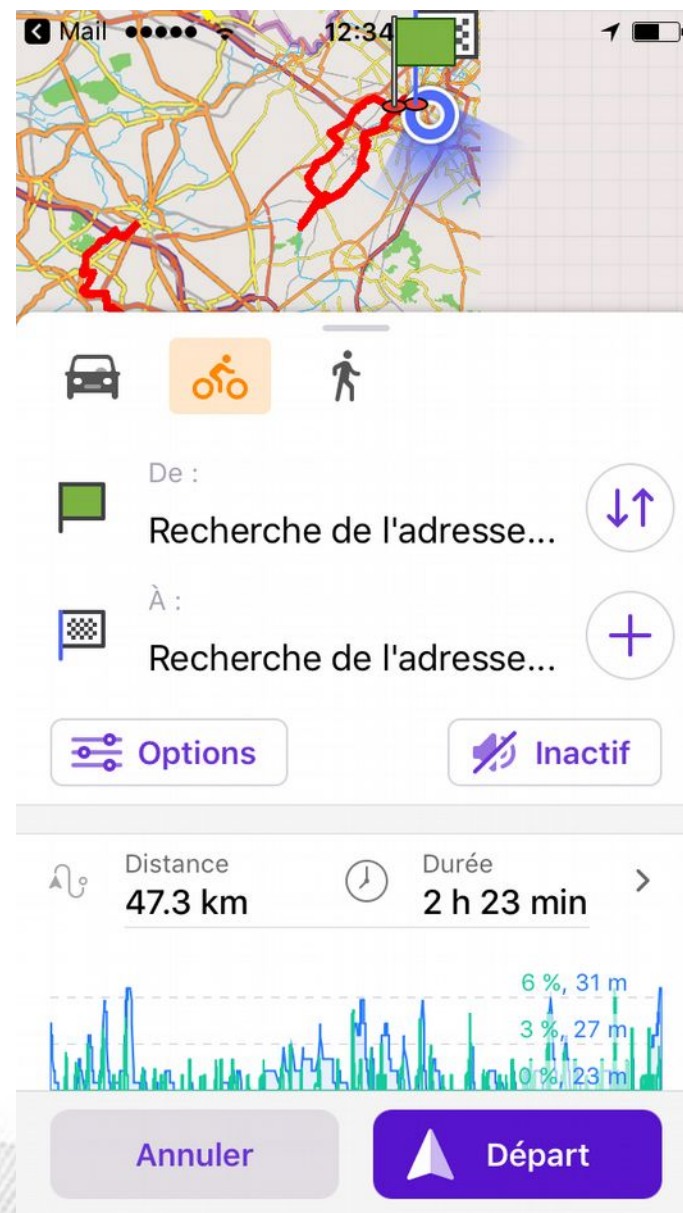 Mail 12:34
De :
Recherche de l'adresse...
À :
Recherche de l'adresse...
Options Inactif
Distance Durée
47.3 km 2 h 23 min
6 %, 31 m
3 %, 27 m
0 %, 23 m
Annuler Départ